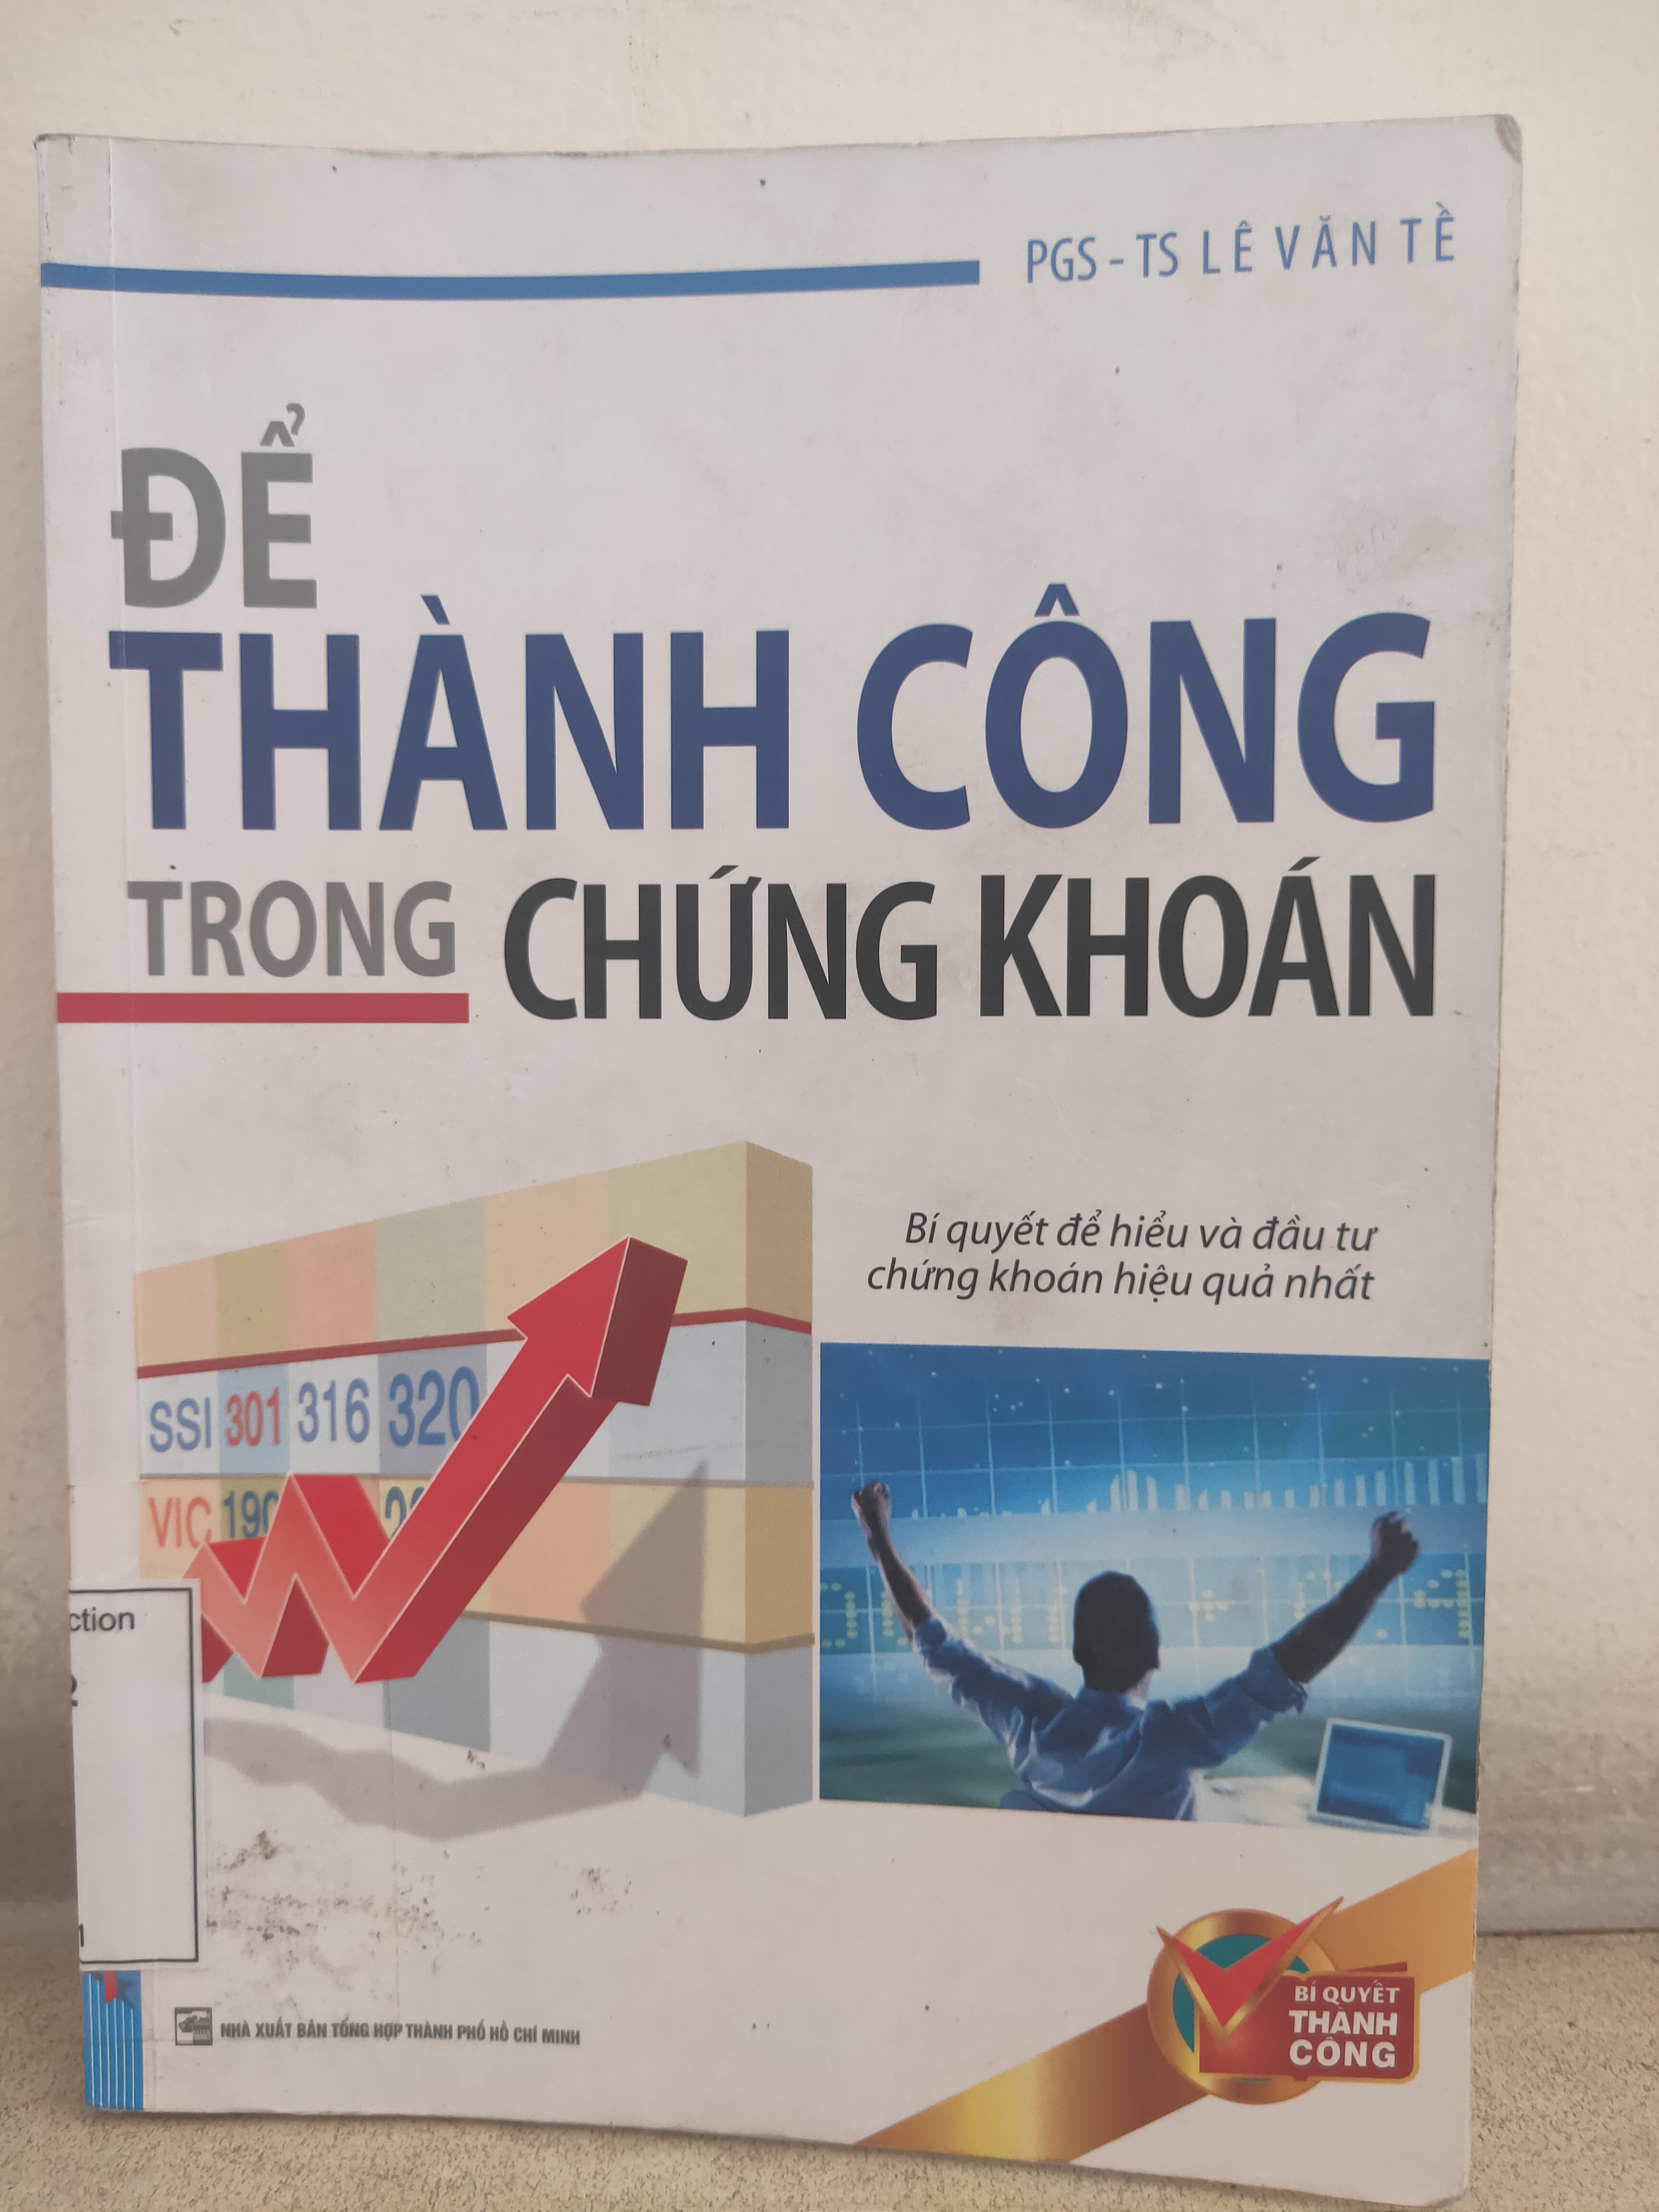 PGS - TS LÊ VĂN TỀ
ĐỂ
THÀNH CÔNG
TRONG CHỨNG KHOÁN
Bí quyết để hiểu và đầu tư
chứng khoán hiệu quả nhất
SSI 301 316 320
VIC 190
ction
2
1
NHÀ XUẤT BẢN TỔNG HỢP THÀNH PHỐ HỒ CHÍ MINH
BÍ QUYẾT
THÀNH
CÔNG